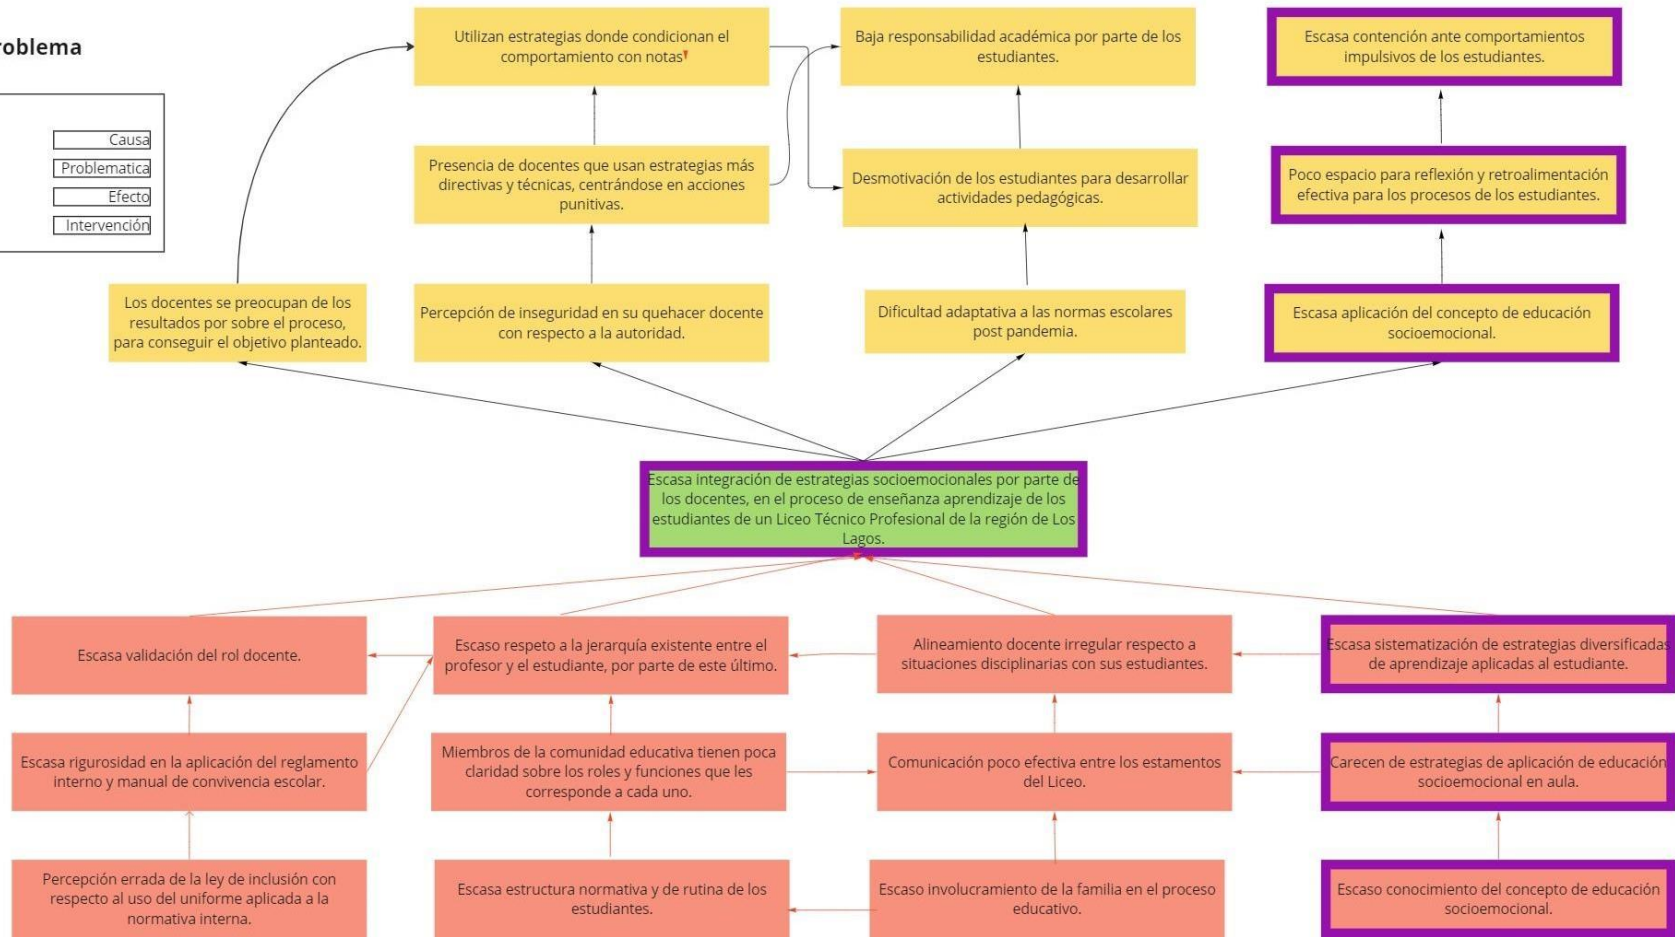 Utilizan estrategias donde condicionan el
comportamiento con notas
Baja responsabilidad académica por parte de los
estudiantes.
Escasa contención ante comportamientos
impulsivos de los estudiantes.
Causa
Problematica
Efecto
Intervención
Presencia de docentes que usan estrategias más
directivas y técnicas, centrándose en acciones
punitivas.
Desmotivación de los estudiantes para desarrollar
actividades pedagógicas.
Poco espacio para reflexión y retroalimentación
efectiva para los procesos de los estudiantes.
Los docentes se preocupan de los
resultados por sobre el proceso,
para conseguir el objetivo planteado.
Percepción de inseguridad en su quehacer docente
con respecto a la autoridad.
Dificultad adaptativa a las normas escolares
post pandemia.
Escasa aplicación del concepto de educación
socioemocional.
Escasa integración de estrategias socioemocionales por parte de
los docentes, en el proceso de enseñanza aprendizaje de los
estudiantes de un Liceo Técnico Profesional de la región de Los
Lagos.
Escasa validación del rol docente.
Escaso respeto a la jerarquía existente entre el
profesor y el estudiante, por parte de este último.
Alineamiento docente irregular respecto a
situaciones disciplinarias con sus estudiantes.
Escasa sistematización de estrategias diversificadas
de aprendizaje aplicadas al estudiante.
Escasa rigurosidad en la aplicación del reglamento
interno y manual de convivencia escolar.
Miembros de la comunidad educativa tienen poca
claridad sobre los roles y funciones que les
corresponde a cada uno.
Comunicación poco efectiva entre los estamentos
del Liceo.
Carecen de estrategias de aplicación de educación
socioemocional en aula.
Percepción errada de la ley de inclusión con
respecto al uso del uniforme aplicada a la
normativa interna.
Escasa estructura normativa y de rutina de los
estudiantes.
Escaso involucramiento de la familia en el proceso
educativo.
Escaso conocimiento del concepto de educación
socioemocional.